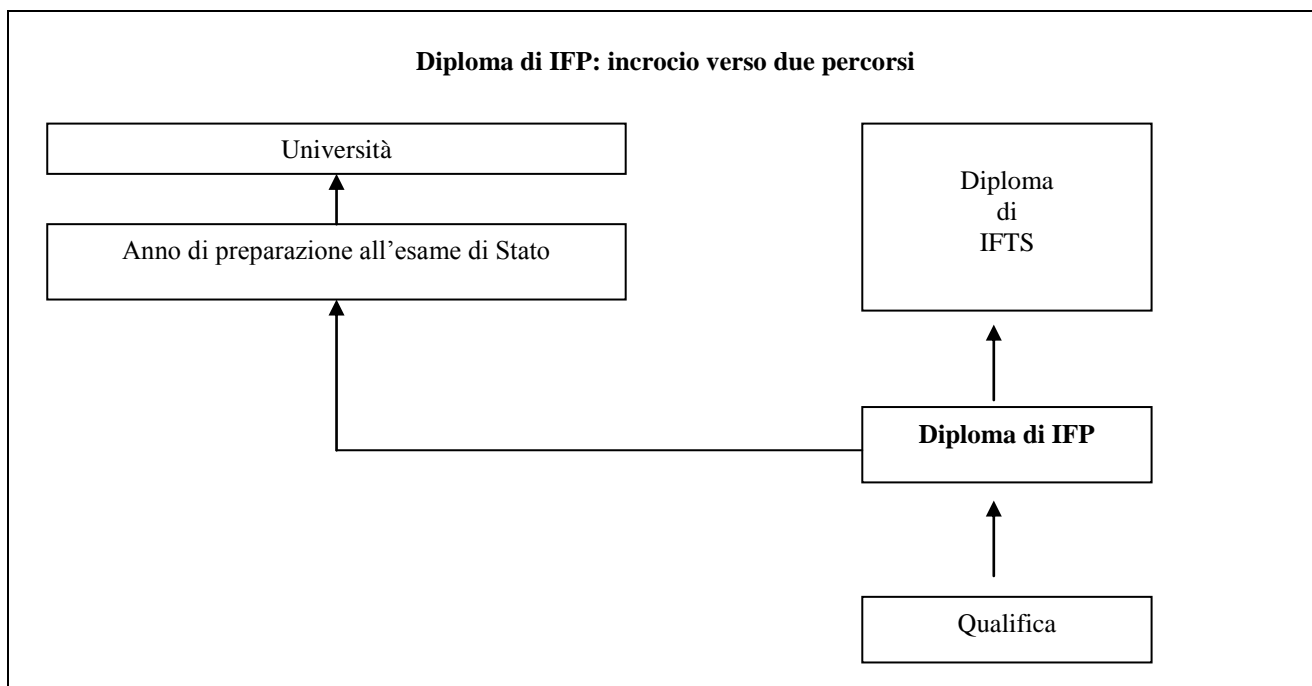 Diploma di IFP: incrocio verso due percorsi
Università
Anno di preparazione all’esame di Stato
Diploma
di
IFTS
Diploma di IFP
Qualifica